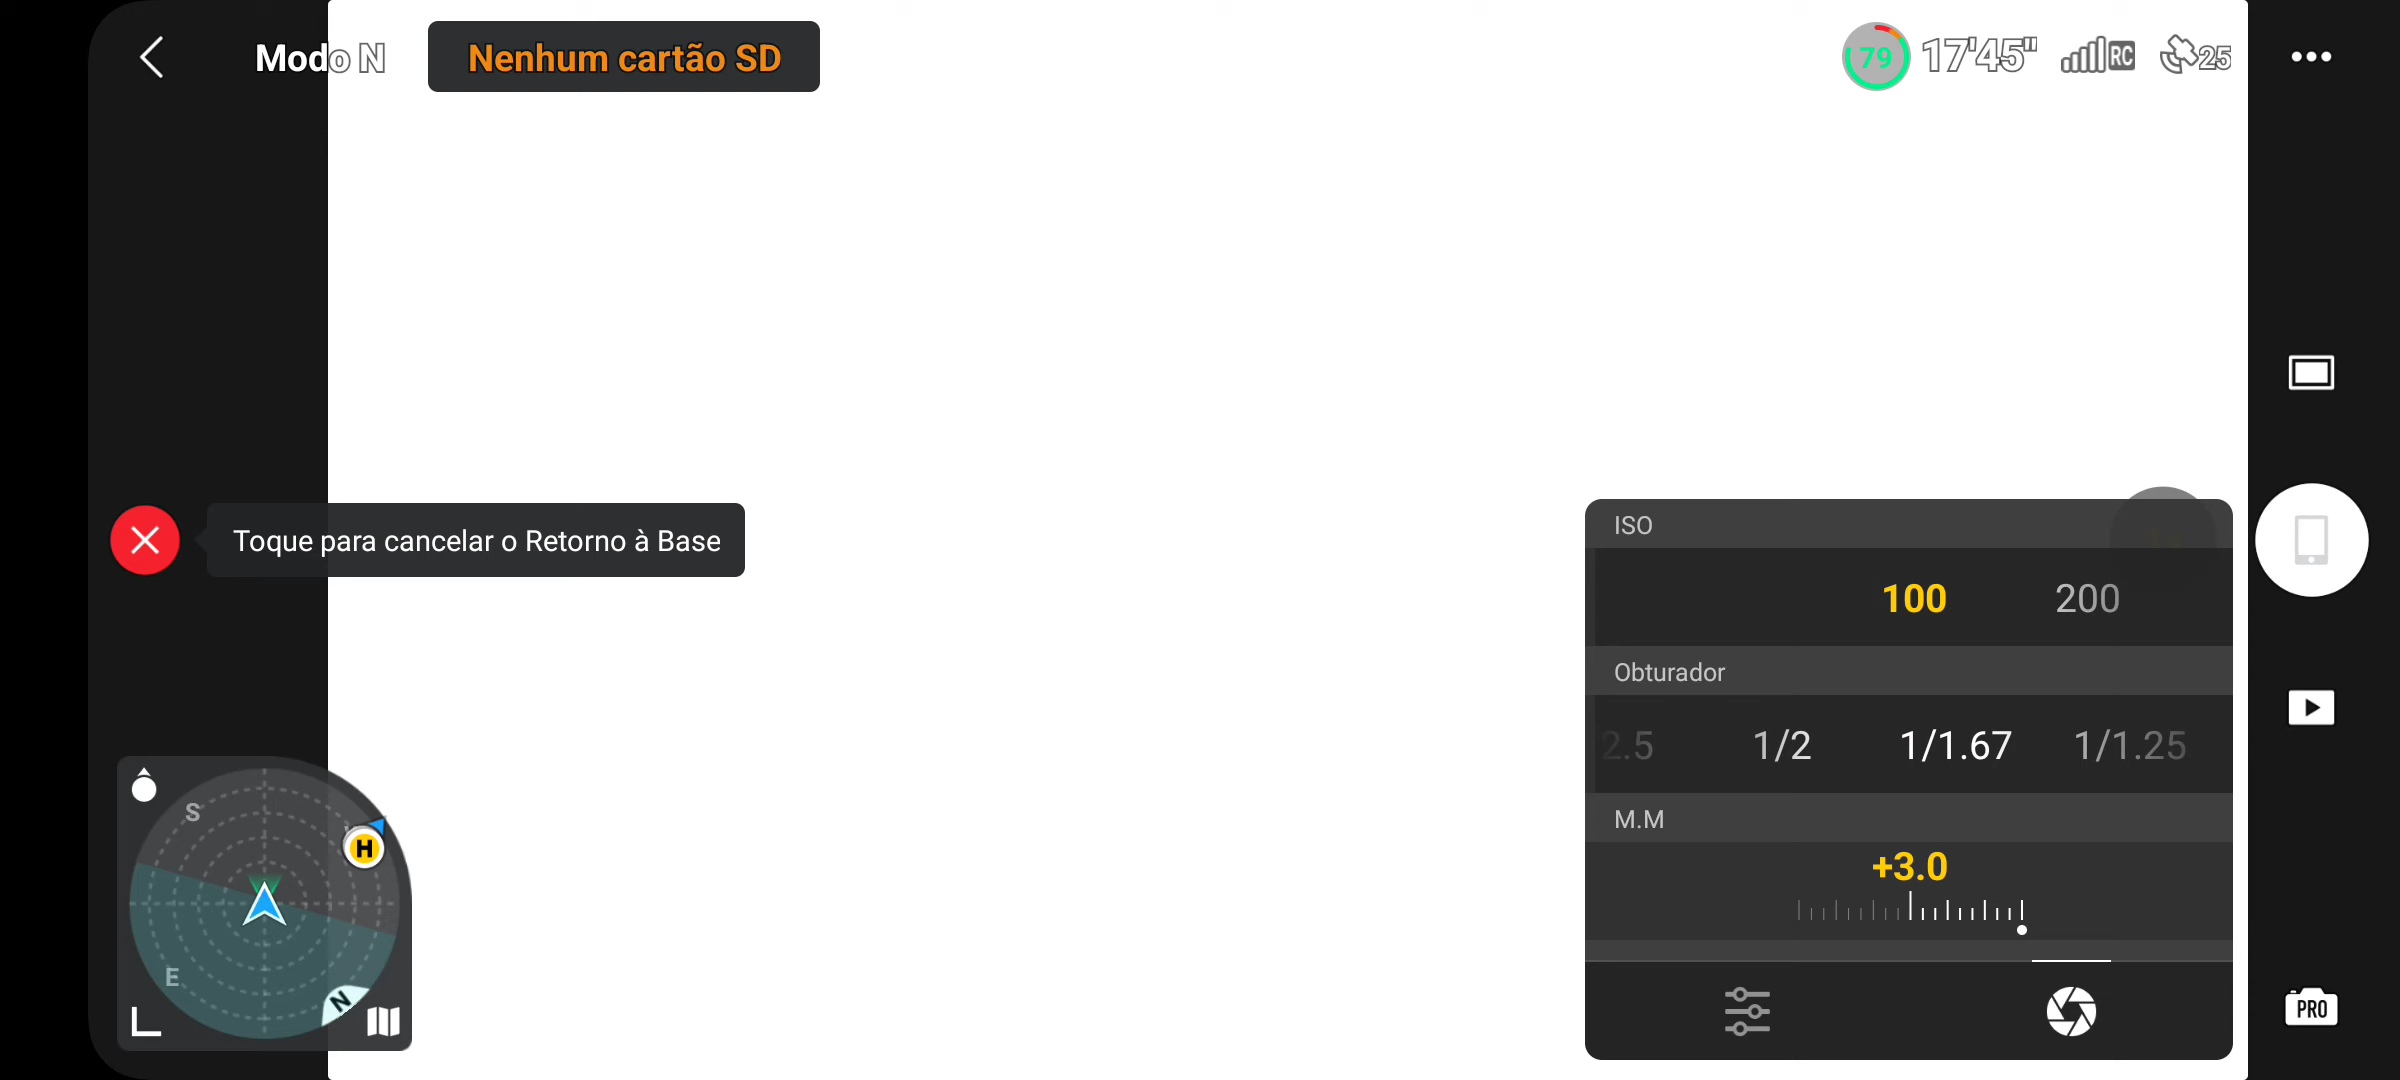 Modo N
Nenhum cartão SD
79
17'45"
RC
25
Toque para cancelar o Retorno à Base
ISO
100 200
Obturador
2.5 1/2 1/1.67 1/1.25
M.M
+3.0
S
H
E
N
PRO